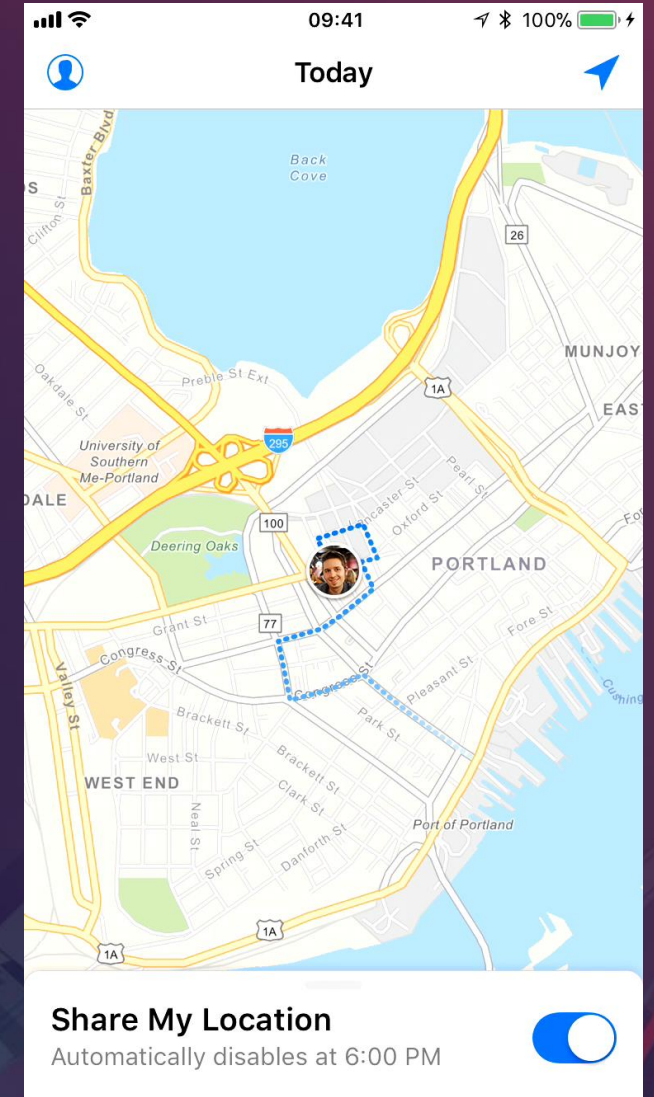 09:41
100%
Today
Baxter Blvd
Back
Cove
S
Clifton St
26
MUNJOY
Preble St Ext
1A
Oakdale St
EAS
295
University of
Southern
Me-Portland
Pearl St
DALE
Oxford St
100
Deering Oaks
PORTLAND
77
Grant St
Fore St
Congress St
Valley St
Pleasant St
Congress St
Brackett St
Park St
West St
Brackett St
WEST END
Clark St
Neal St
Port of Portland
Danforth St
Spring St
1A
1A
Share My Location
Automatically disables at 6:00 PM